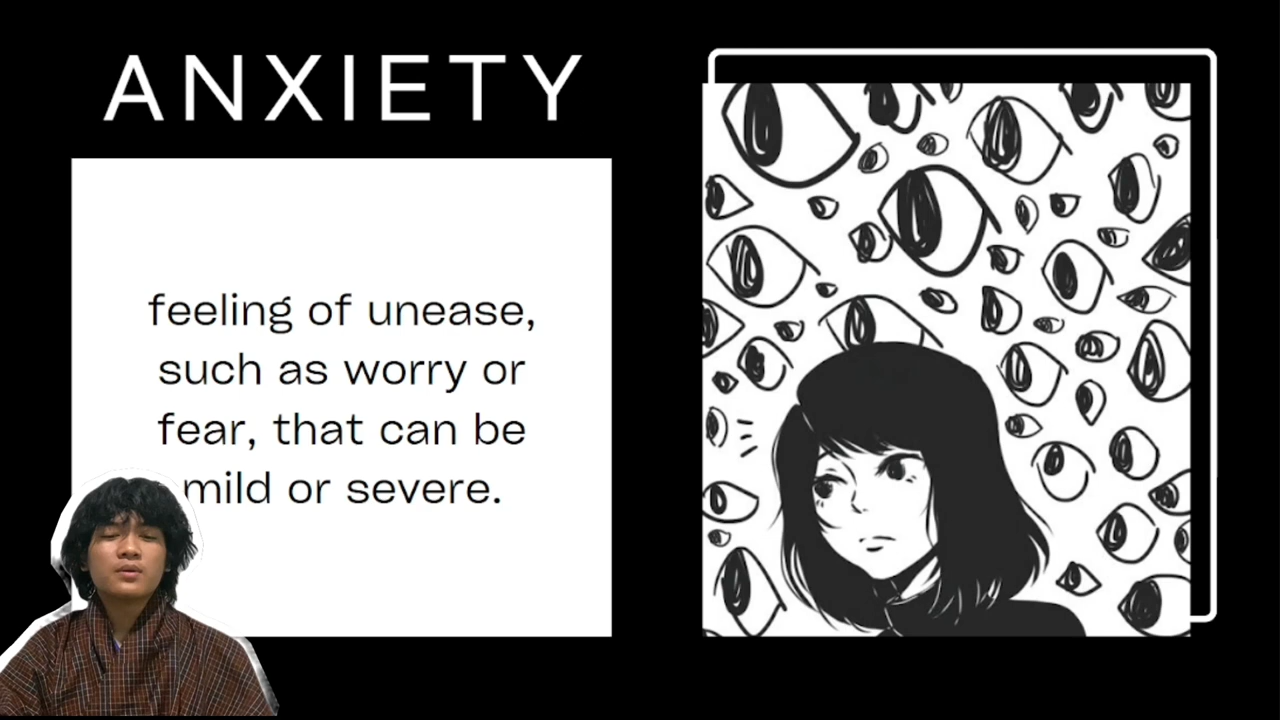 ANXIETY
feeling of unease,
such as worry or
fear, that can be
mild or severe.